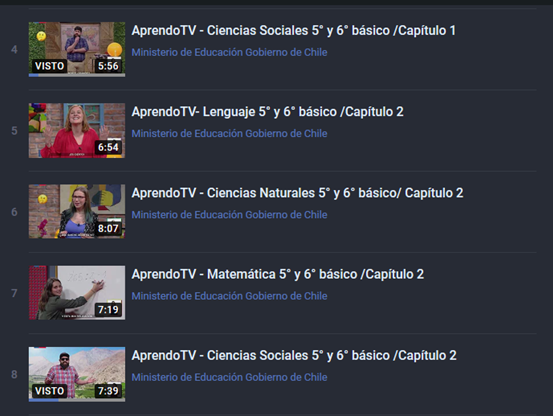 4
AprendoTV - Ciencias Sociales 5° y 6° básico /Capítulo 1
Ministerio de Educación Gobierno de Chile
VISTO
5:56
5
AprendoTV- Lenguaje 5° y 6° básico /Capítulo 2
Ministerio de Educación Gobierno de Chile
6:54
6
AprendoTV - Ciencias Naturales 5° y 6° básico/ Capítulo 2
Ministerio de Educación Gobierno de Chile
8:07
7
AprendoTV - Matemática 5° y 6° básico /Capítulo 2
Ministerio de Educación Gobierno de Chile
7:19
8
AprendoTV - Ciencias Sociales 5° y 6° básico /Capítulo 2
Ministerio de Educación Gobierno de Chile
VISTO
7:39